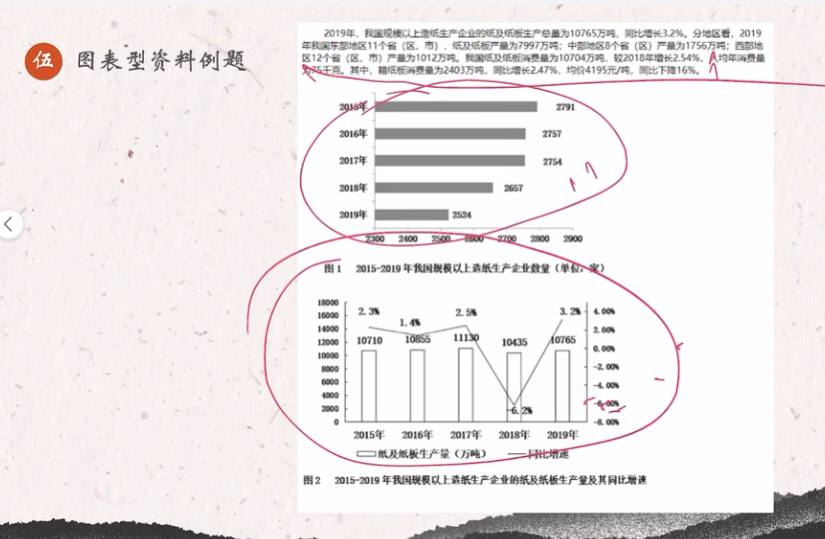 伍 图表型资料例题
2019年，我国规模以上造纸生产企业的纸及纸板生产总量为10765万吨，同比增长3.2%。分地区看，2019
年我国东部地区11个省（区、市），纸及纸板产量为7997万吨；中部地区8个省（区）产量为1756万吨；西部地
区12个省（区、市）产量为1012万吨。我国纸及纸板消费量为10704万吨，较2018年增长2.54%，人均年消费量
为75千克。其中，箱纸板消费量为2403万吨，同比增长2.47%，均价4195元/吨，同比下降16%。
2015年 2791
2016年 2757
2017年 2754
2018年 2657
2019年 2524
2300 2400 2500 2600 2700 2800 2900
图1 2015-2019 年我国规模以上造纸生产企业数量（单位：家）
18000 4.00%
16000 2.3% 1.4% 2.5% 3.2% 2.00%
14000
12000 10710 10855 11130 10435 10765 0.00%
10000 -2.00%
8000
6000 -4.00%
4000 -6.00%
2000 -6.2%
0 -8.00%
2015年 2016年 2017年 2018年 2019年
纸及纸板生产量（万吨） 同比增速
图2 2015-2019 年我国规模以上造纸生产企业的纸及纸板生产量及其同比增速